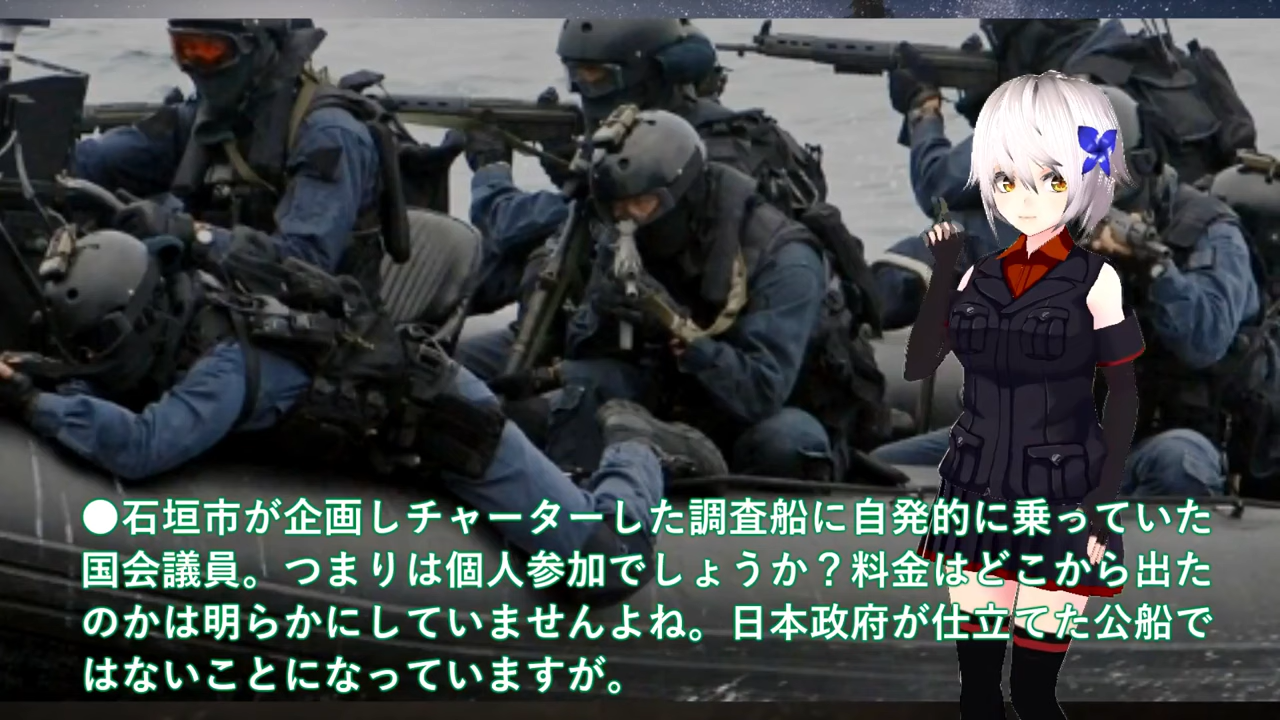 ●石垣市が企画しチャーターした調査船に自発的に乗っていた
国会議員。つまりは個人参加でしょうか？料金はどこから出た
のかは明らかにしていませんよね。日本政府が仕立てた公船で
はないことになっていますが。